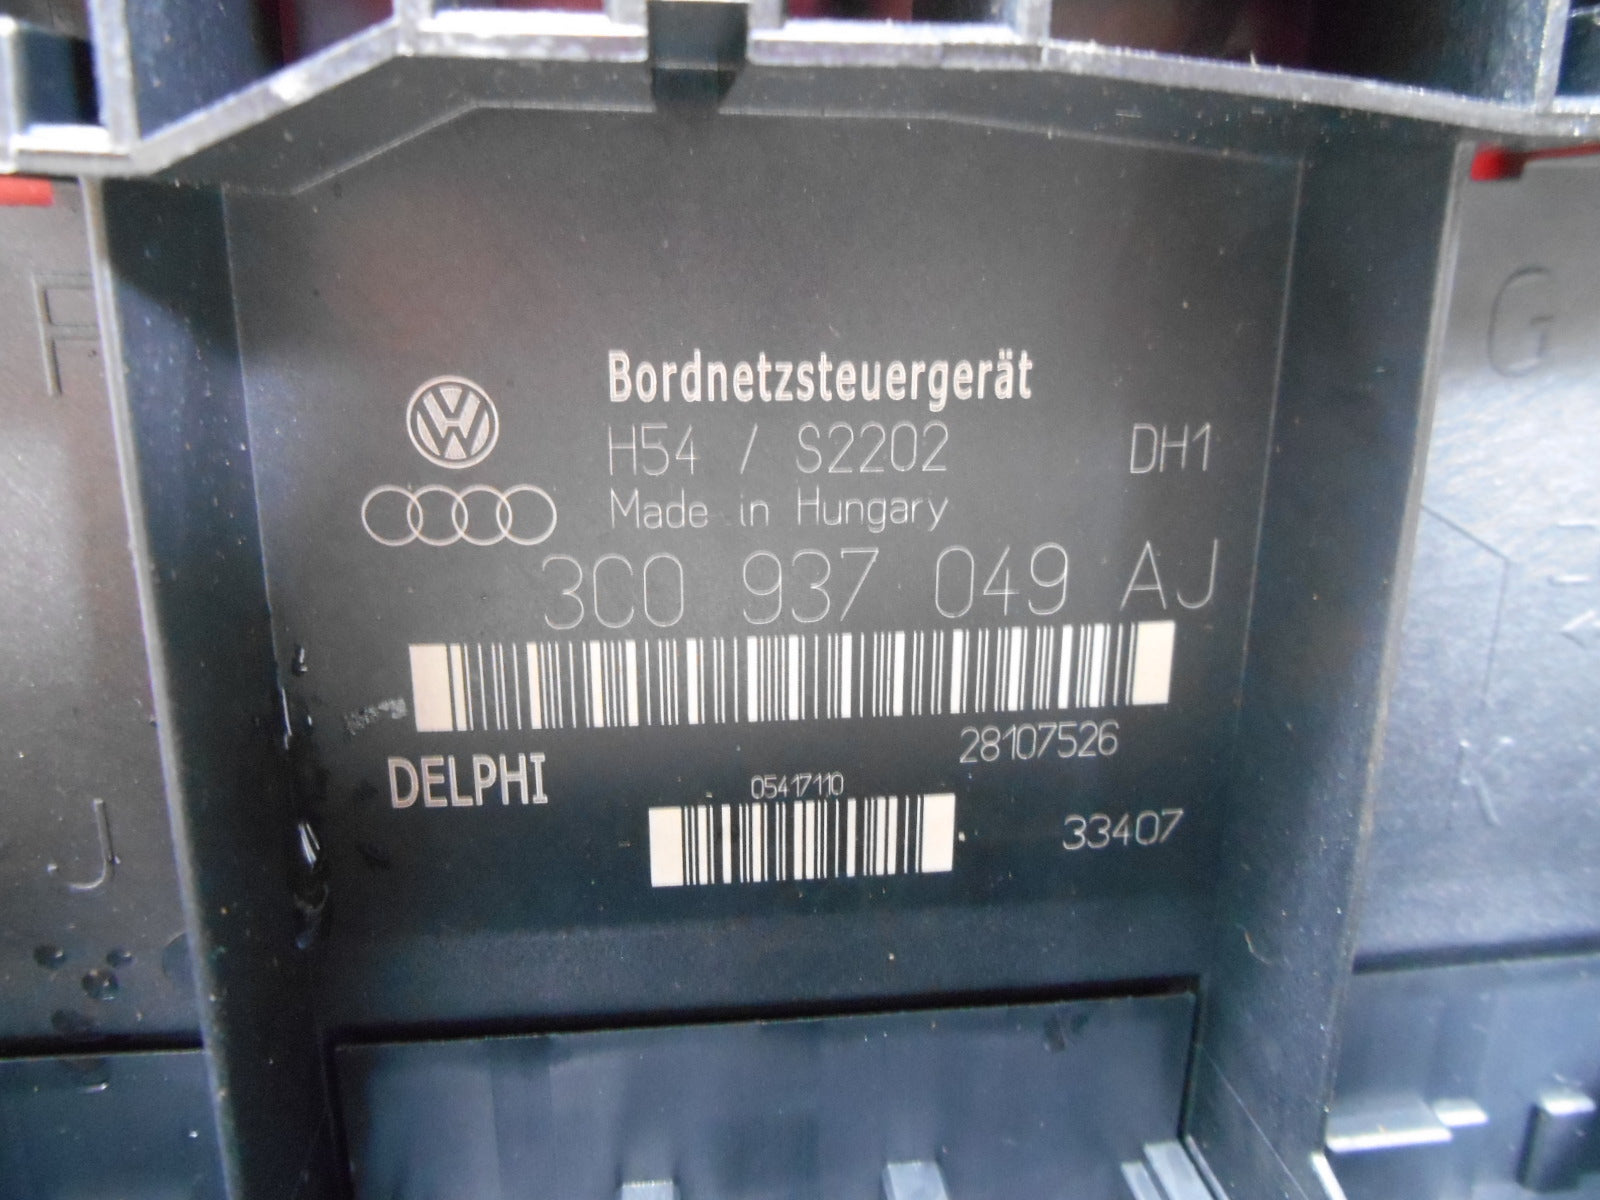 Bordnetzsteuergerät
H54 / S2202 DH1
Made in Hungary
3C0 937 049 AJ
28107526
DELPHI
05417110
33407
F
G
J